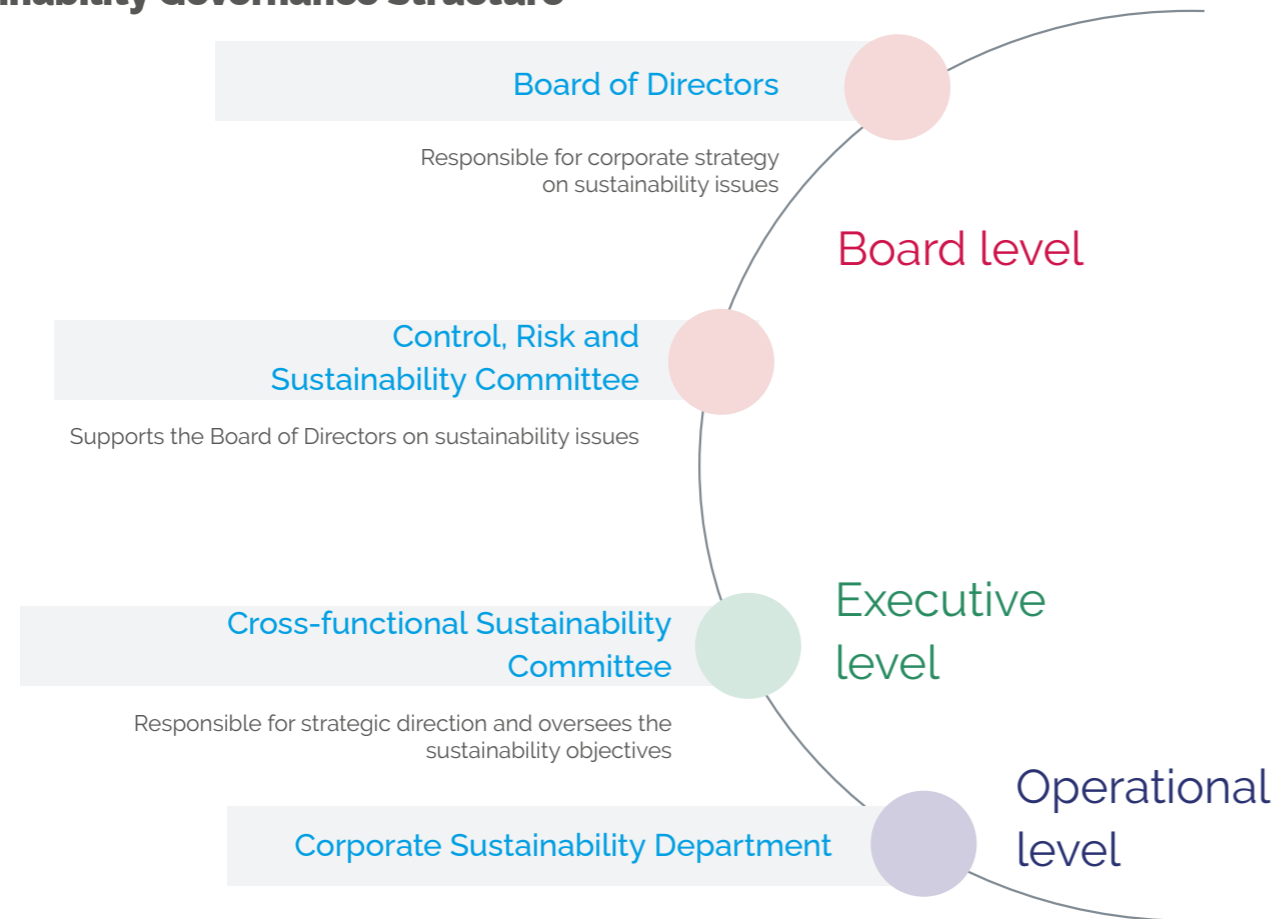 Governance Structure
Board of Directors
Responsible for corporate strategy
on sustainability issues
Board level
Control, Risk and
Sustainability Committee
Supports the Board of Directors on sustainability issues
Cross-functional Sustainability
Committee
Executive
level
Responsible for strategic direction and oversees the
sustainability objectives
Operational
level
Corporate Sustainability Department